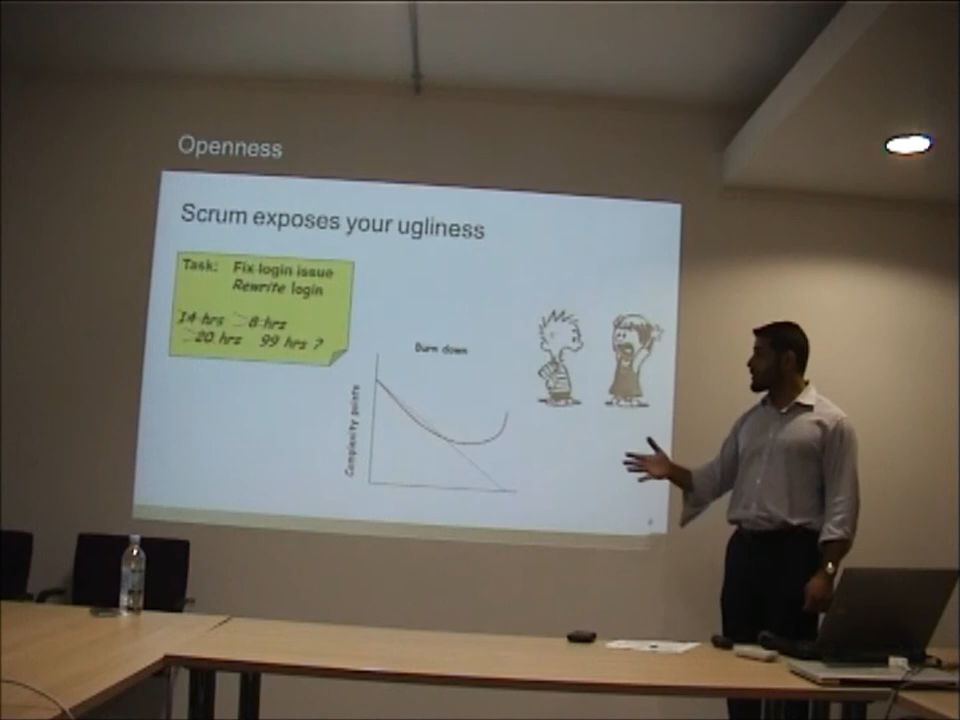 Openness
Scrum exposes your ugliness
Task: Fix login issue
Rewrite login
14 hrs >8 hrs
>20 hrs 99 hrs ?
Burn down
Complexity points